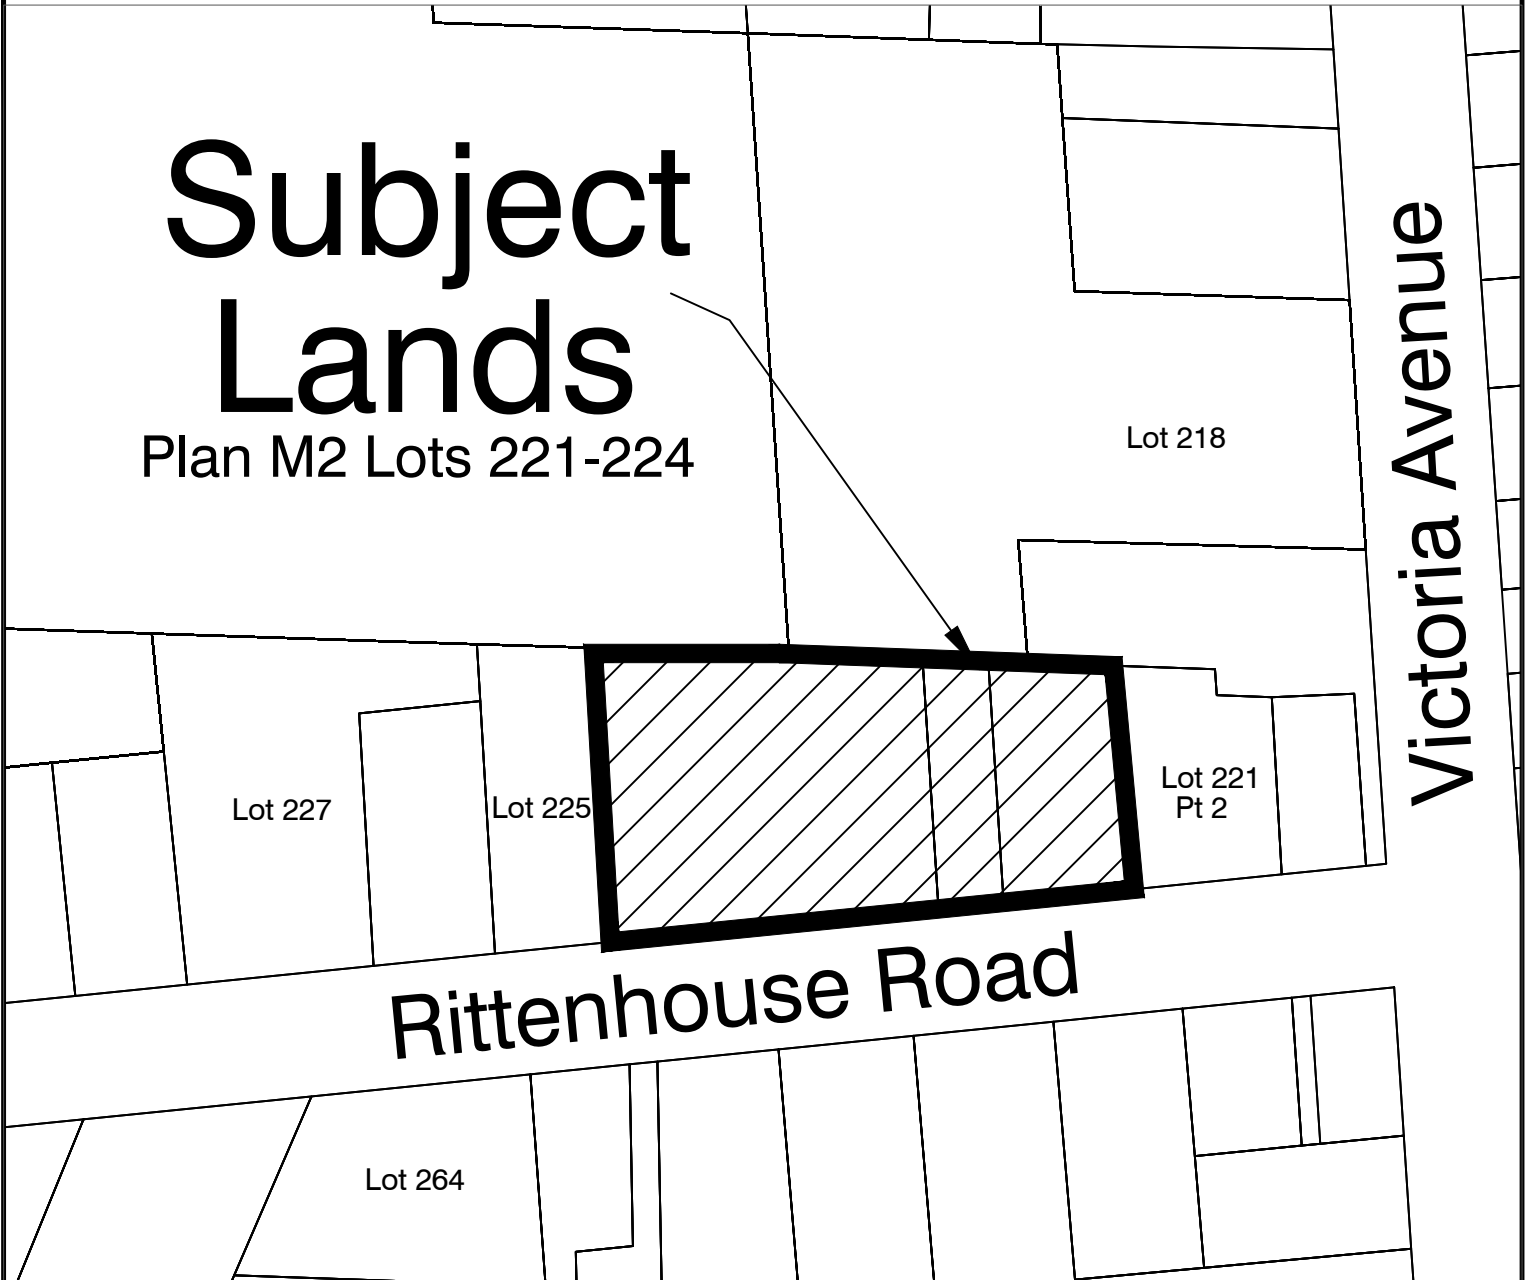 Subject
Lands
Plan M2 Lots 221-224
Lot 218
Victoria Avenue
Lot 227
Lot 225
Lot 221
Pt 2
Rittenhouse Road
Lot 264